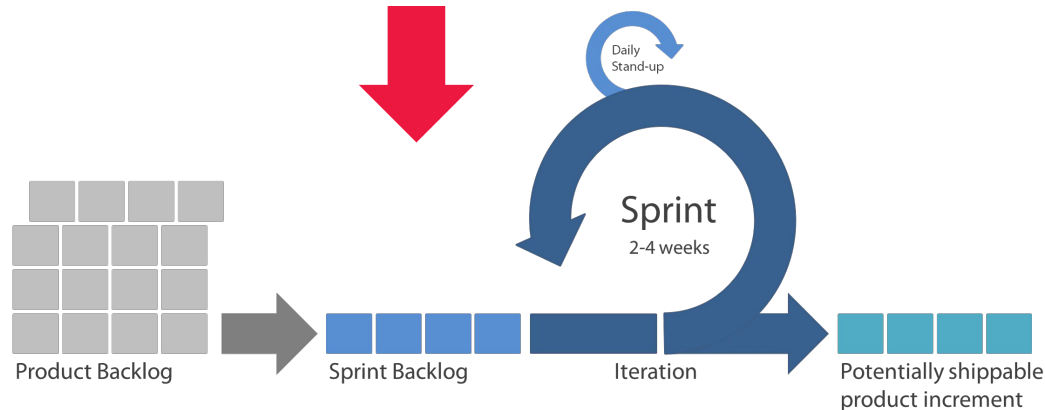 Daily
Stand-up
Sprint
2-4 weeks
Product Backlog
Sprint Backlog
Iteration
Potentially shippable
product increment